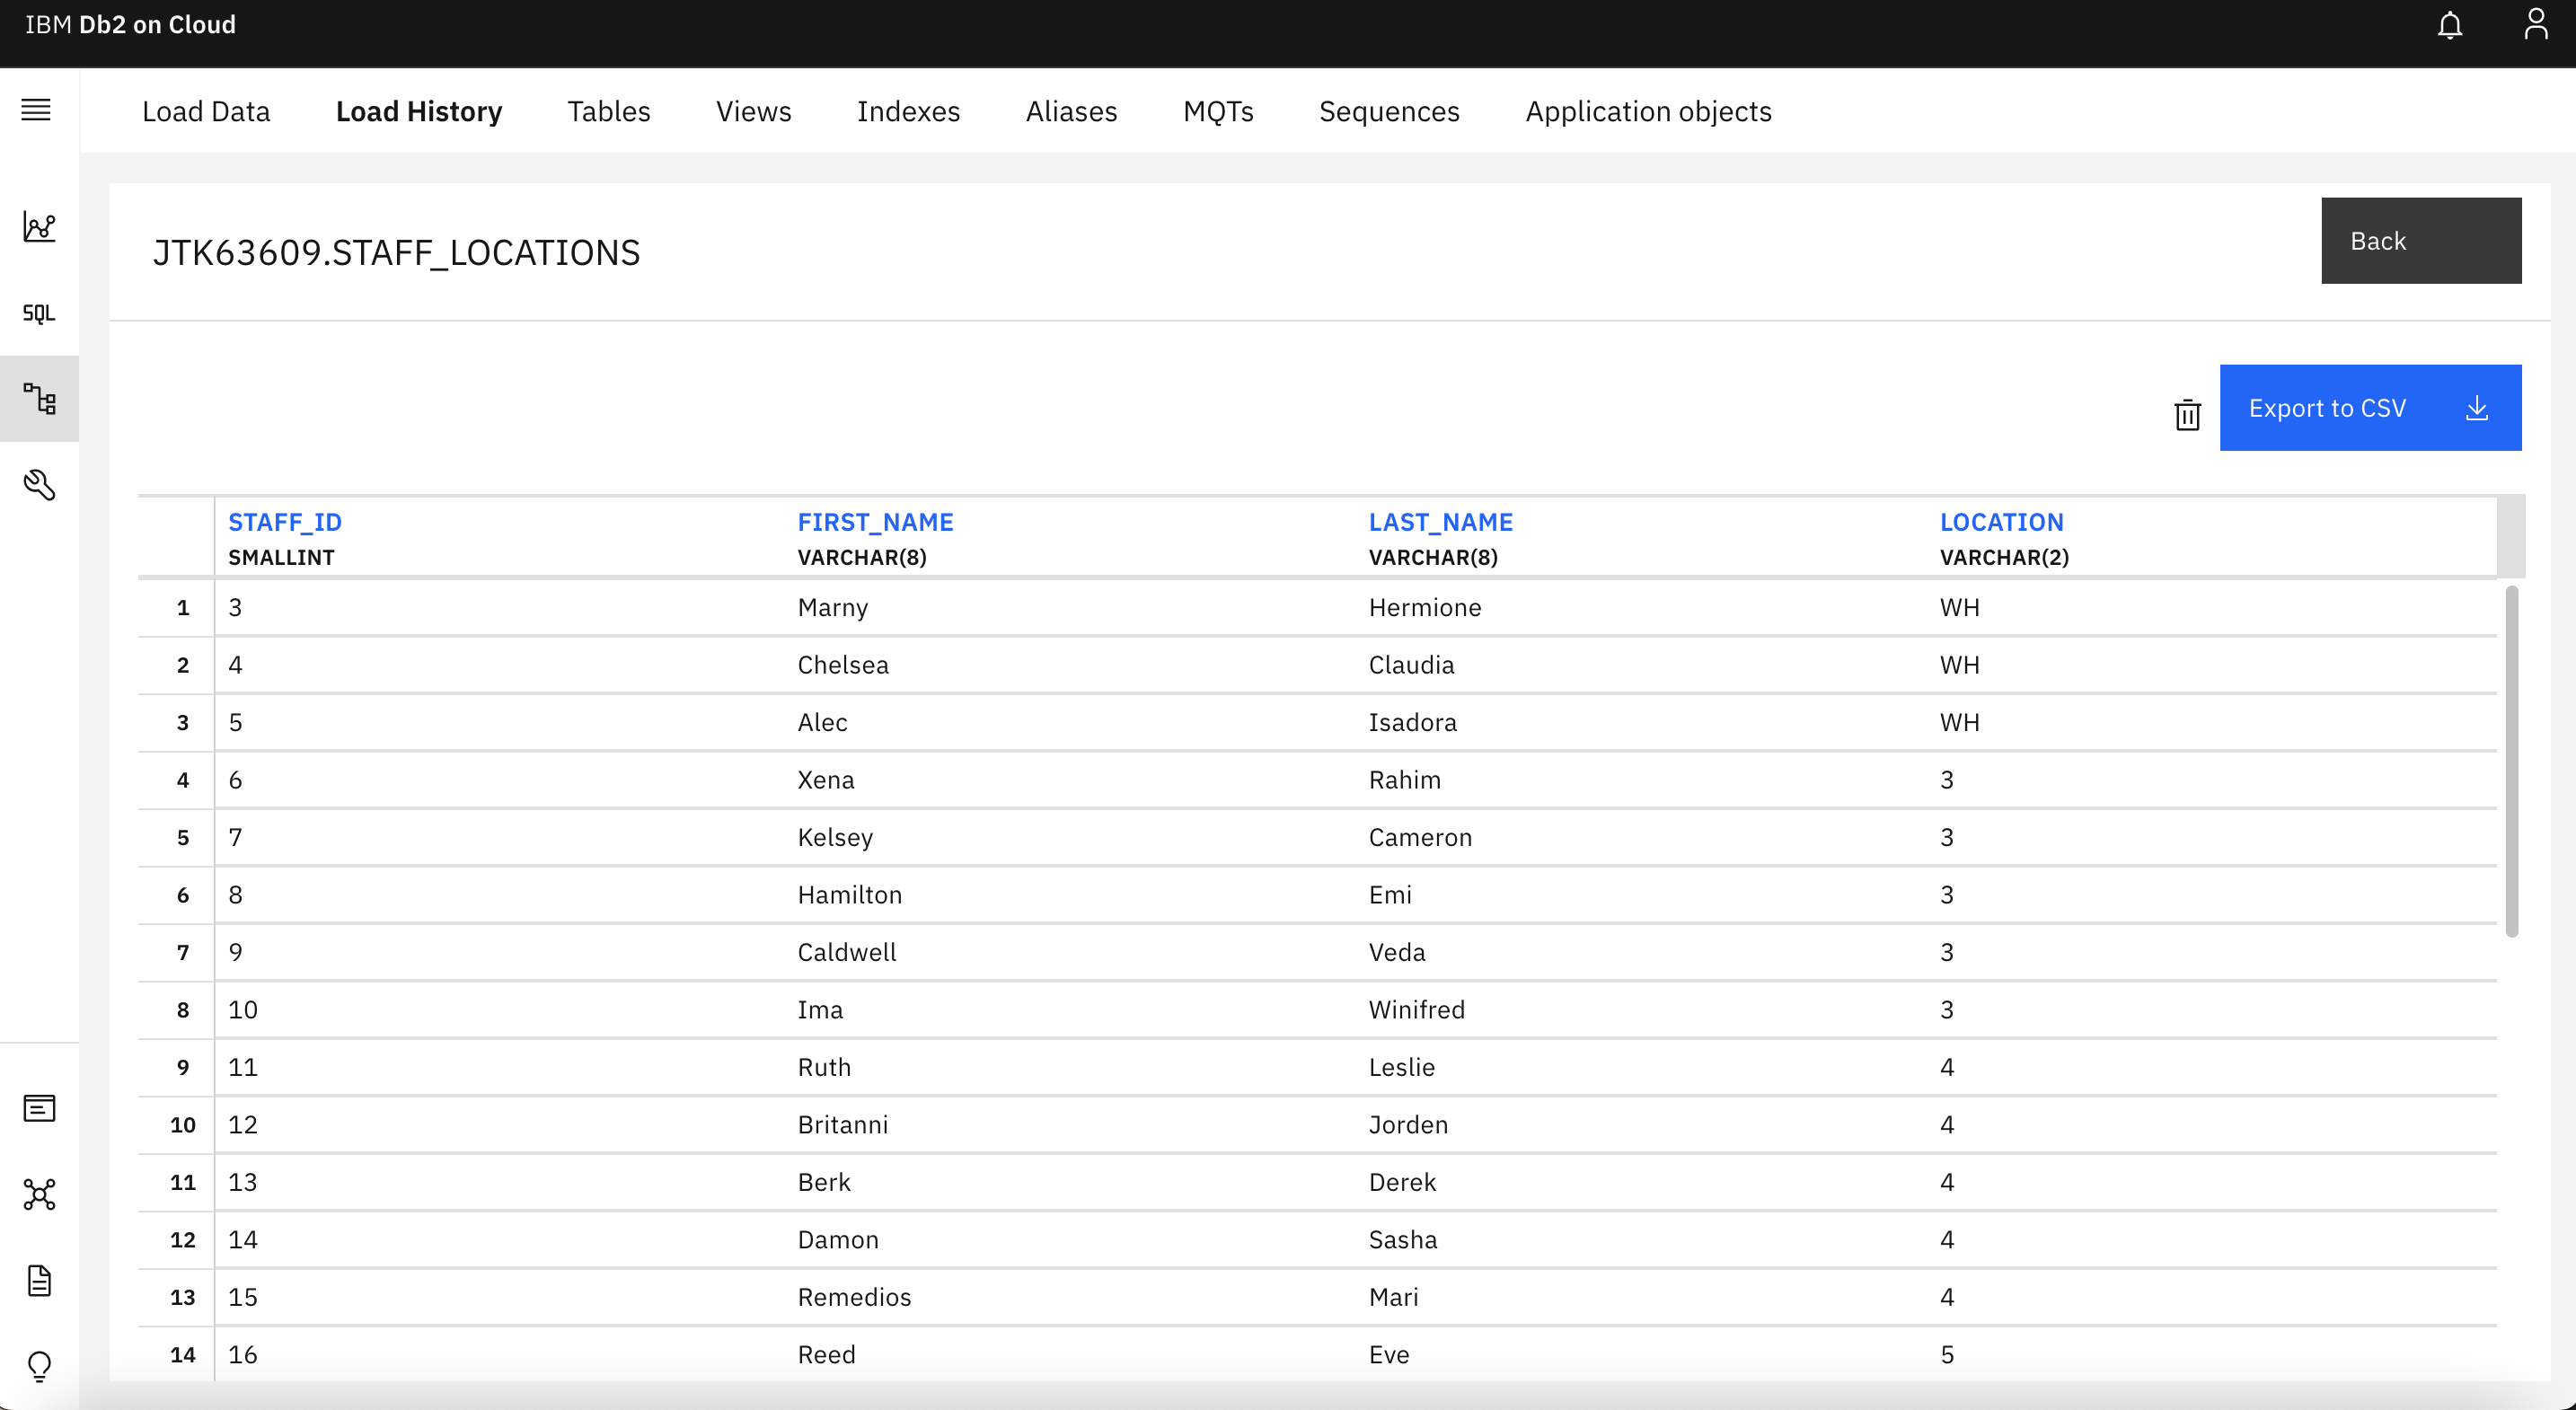 IBM Db2 on Cloud
Load Data Load History Tables Views Indexes Aliases MQTs Sequences Application objects
JTK63609.STAFF_LOCATIONS
Back
SQL
Export to CSV
STAFF_ID FIRST_NAME LAST_NAME LOCATION
SMALLINT VARCHAR(8) VARCHAR(8) VARCHAR(2)
1 3 Marny Hermione WH
2 4 Chelsea Claudia WH
3 5 Alec Isadora WH
4 6 Xena Rahim 3
5 7 Kelsey Cameron 3
6 8 Hamilton Emi 3
7 9 Caldwell Veda 3
8 10 Ima Winifred 3
9 11 Ruth Leslie 4
10 12 Britanni Jorden 4
11 13 Berk Derek 4
12 14 Damon Sasha 4
13 15 Remedios Mari 4
14 16 Reed Eve 5